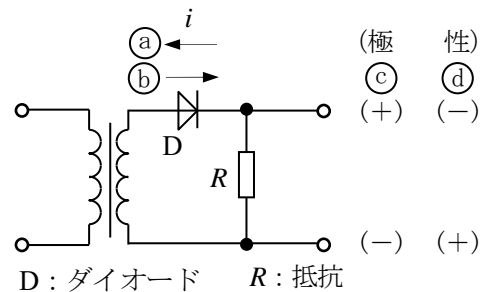 i
ⓐ (極 性)
ⓑ ⓒ ⓓ
(+) (−)
D
R
(−) (+)
D：ダイオード R：抵抗